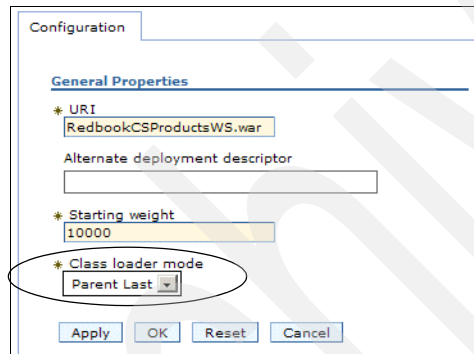 Configuration
General Properties
* URI
RedbookCSProductsWS.war
Alternate deployment descriptor
* Starting weight
10000
* Class loader mode
Parent Last
Apply OK Reset Cancel